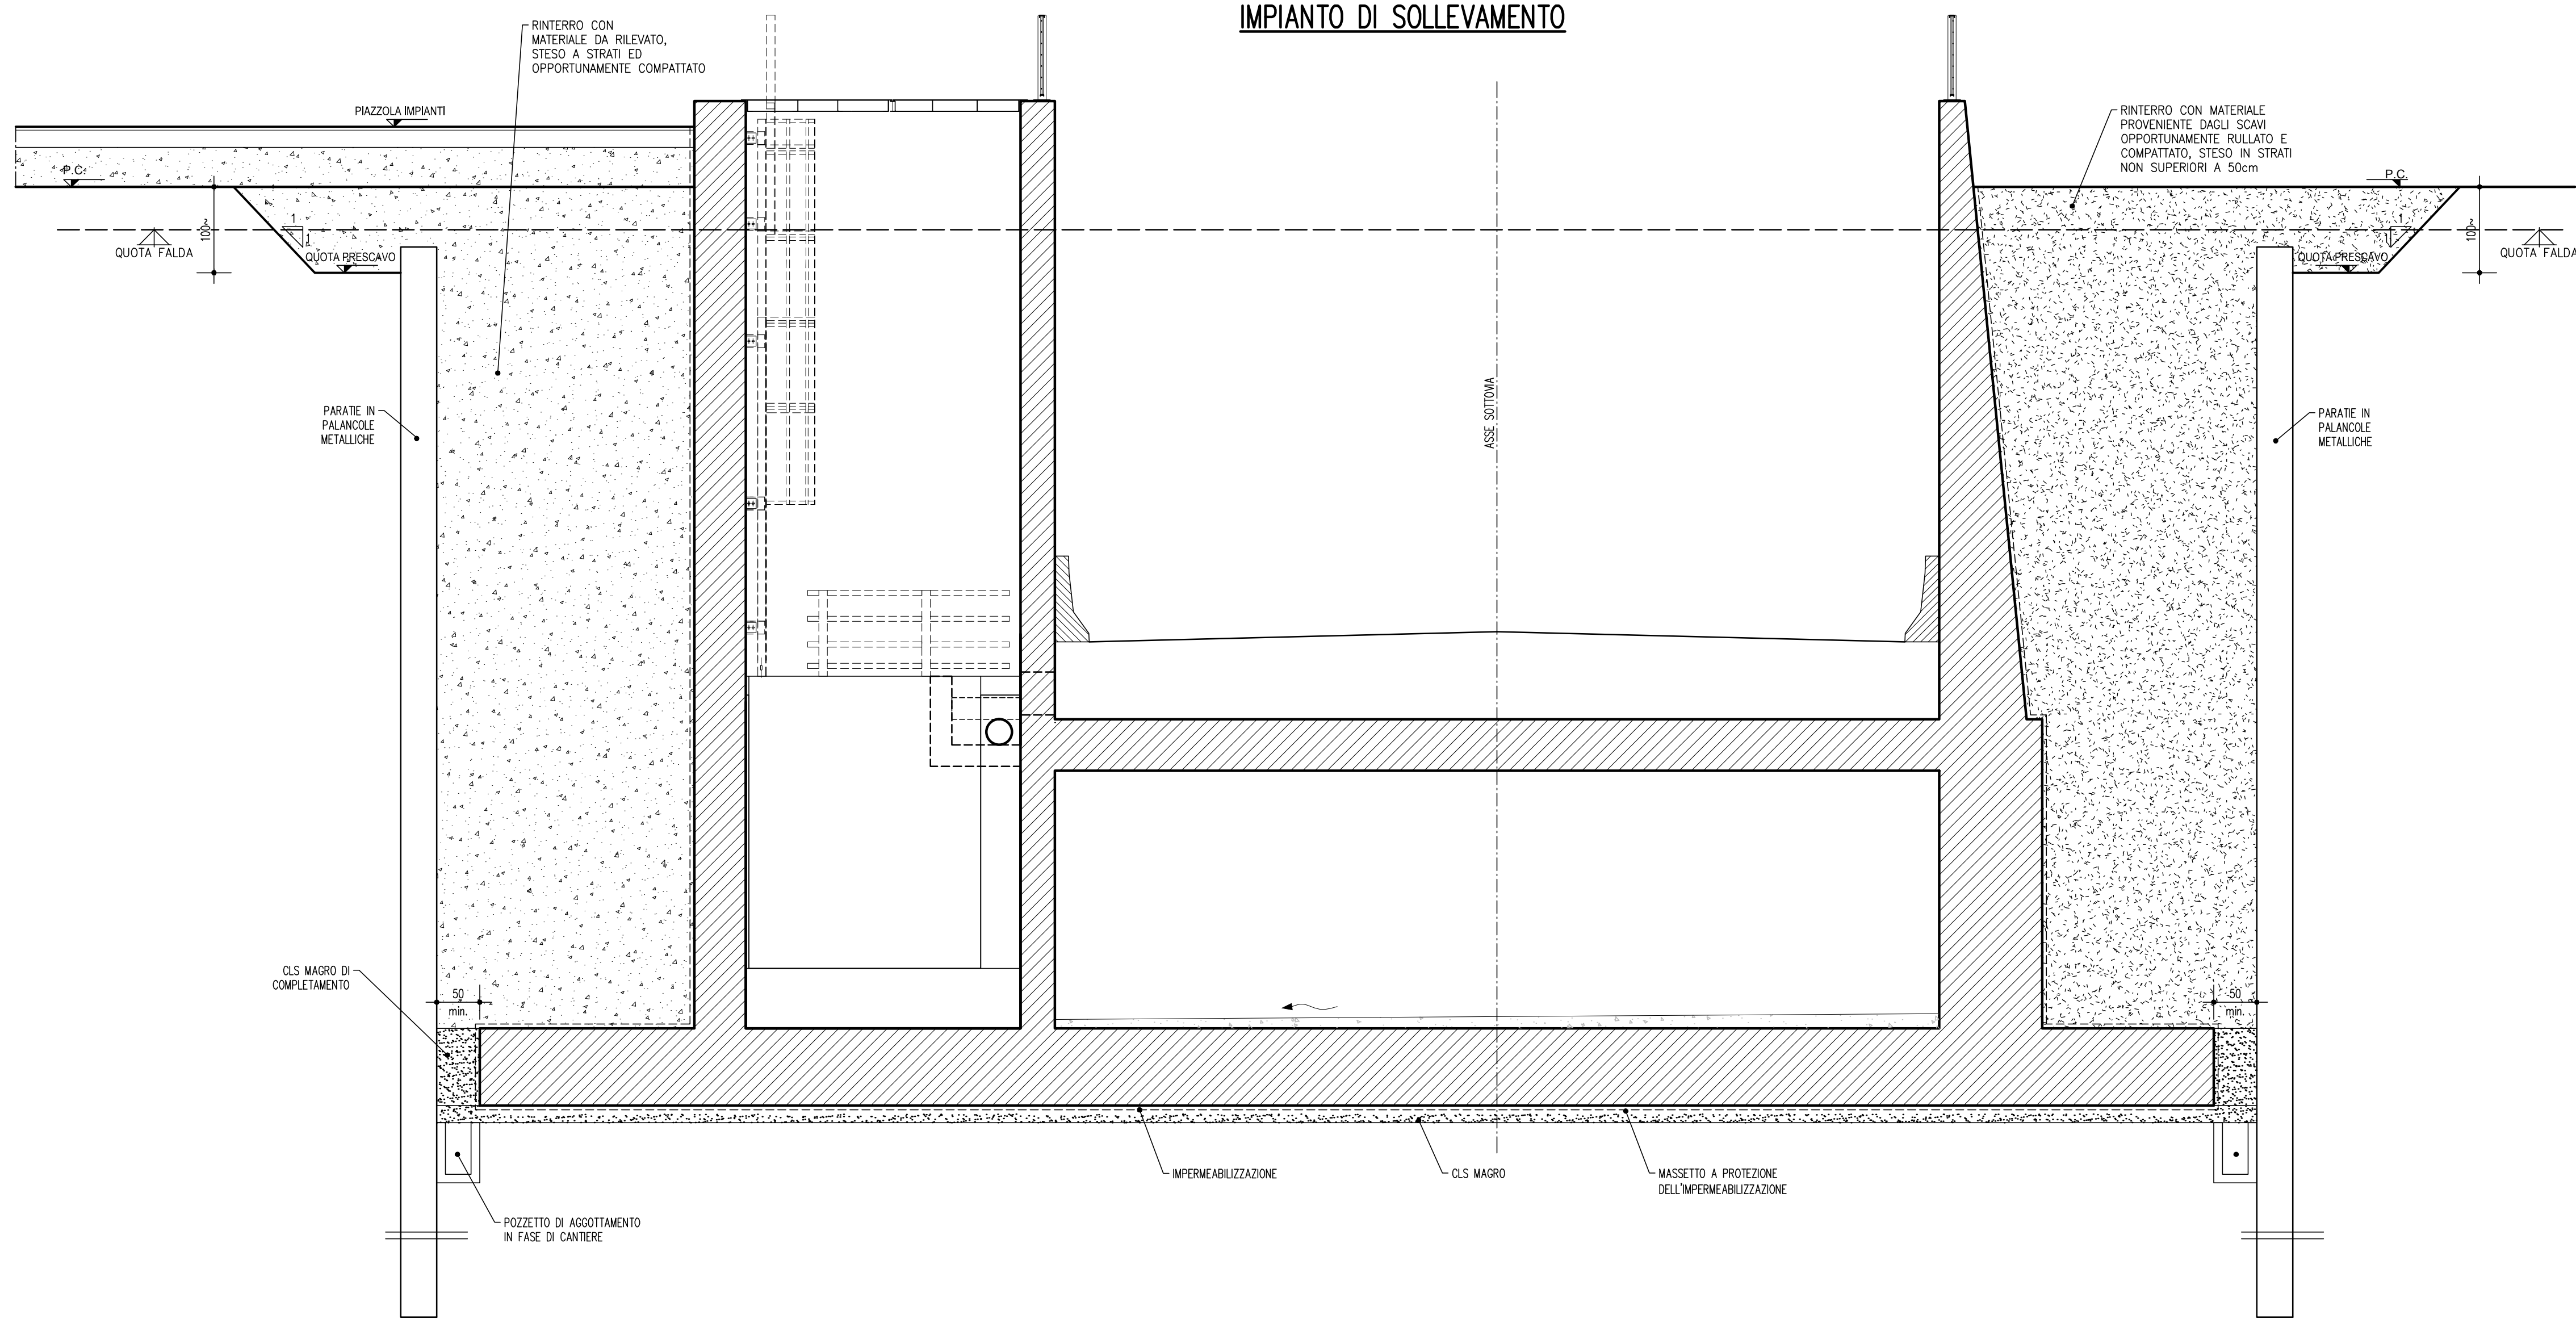 IMPIANTO DI SOLLEVAMENTO
RINTERRO CON
MATERIALE DA RILEVATO,
STESO A STRATI ED
OPPORTUNAMENTE COMPATTATO
PIAZZOLA IMPIANTI
P.C.
100~
1
1
QUOTA FALDA
QUOTA PRESCAVO
RINTERRO CON MATERIALE
PROVENIENTE DAGLI SCAVI
OPPORTUNAMENTE RULLATO E
COMPATTATO, STESO IN STRATI
NON SUPERIORI A 50cm
P.C.
1
1
100~
QUOTA FALDA
QUOTA PRESCAVO
PARATIE IN
PALANCOLE
METALLICHE
ASSE SOTTOVIA
PARATIE IN
PALANCOLE
METALLICHE
CLS MAGRO DI
COMPLETAMENTO
50
min.
50
min.
IMPERMEABILIZZAZIONE
CLS MAGRO
MASSETTO A PROTEZIONE
DELL'IMPERMEABILIZZAZIONE
POZZETTO DI AGGOTTAMENTO
IN FASE DI CANTIERE